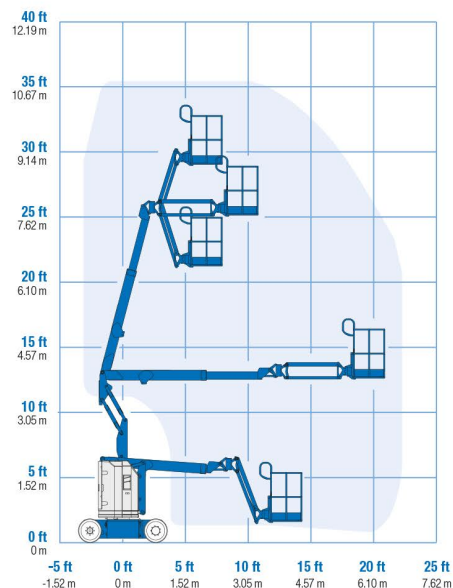 40 ft
12.19 m
35 ft
10.67 m
30 ft
9.14 m
25 ft
7.62 m
20 ft
6.10 m
15 ft
4.57 m
10 ft
3.05 m
5 ft
1.52 m
0 ft
0 m
-5 ft 0 ft 5 ft 10 ft 15 ft 20 ft 25 ft
-1.52 m 0 m 1.52 m 3.05 m 4.57 m 6.10 m 7.62 m